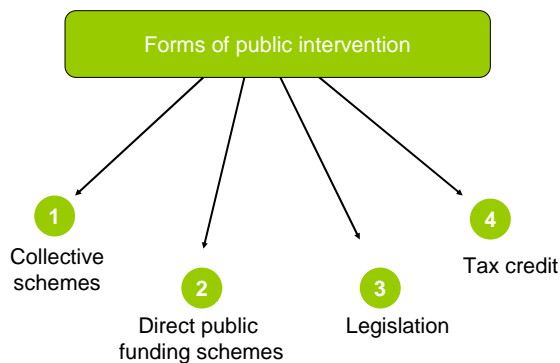 Forms of public intervention
1
Collective
schemes
2
Direct public
funding schemes
3
Legislation
4
Tax credit